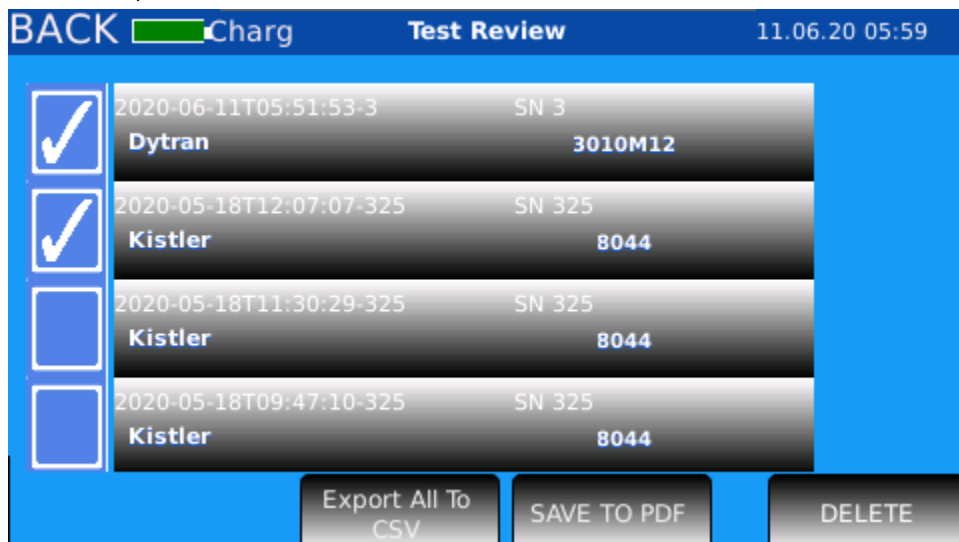 BACK Charg Test Review 11.06.20 05:59
2020-06-11T05:51:53-3 SN 3
Dytran 3010M12
2020-05-18T12:07:07-325 SN 325
Kistler 8044
2020-05-18T11:30:29-325 SN 325
Kistler 8044
2020-05-18T09:47:10-325 SN 325
Kistler 8044
Export All To
CSV
SAVE TO PDF
DELETE